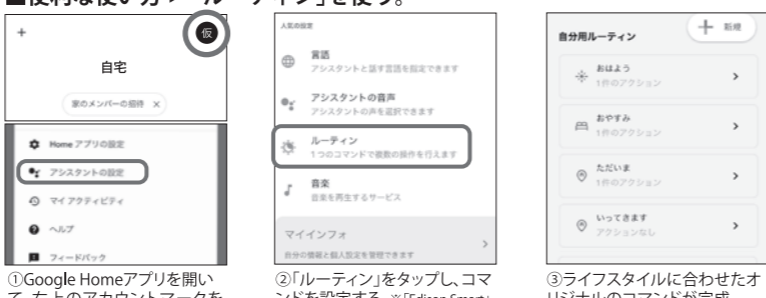 ■便利な使い方→「ルーティン」を使う。
+
仮
自宅
家のメンバーの招待 ×
Home アプリの設定
アシスタントの設定
マイ アクティビティ
ヘルプ
フィードバック
①Google Homeアプリを開い
て、右上のアカウントマークを
人気の設定
言語
アシスタントと話す言語を指定できます
アシスタントの音声
アシスタントの声を選択できます
ルーティン
1つのコマンドで複数の操作を行えます
音楽
音楽を再生するサービス
マイインフォ
自分の情報と個人設定を管理できます
②「ルーティン」をタップし、コマ
ンドを設定する。※「Edison Smart」
自分用ルーティン
+ 新規
おはよう
1件のアクション
おやすみ
1件のアクション
ただいま
1件のアクション
いってきます
アクションなし
③ライフスタイルに合わせたオ
リジナルのコマンドが完成